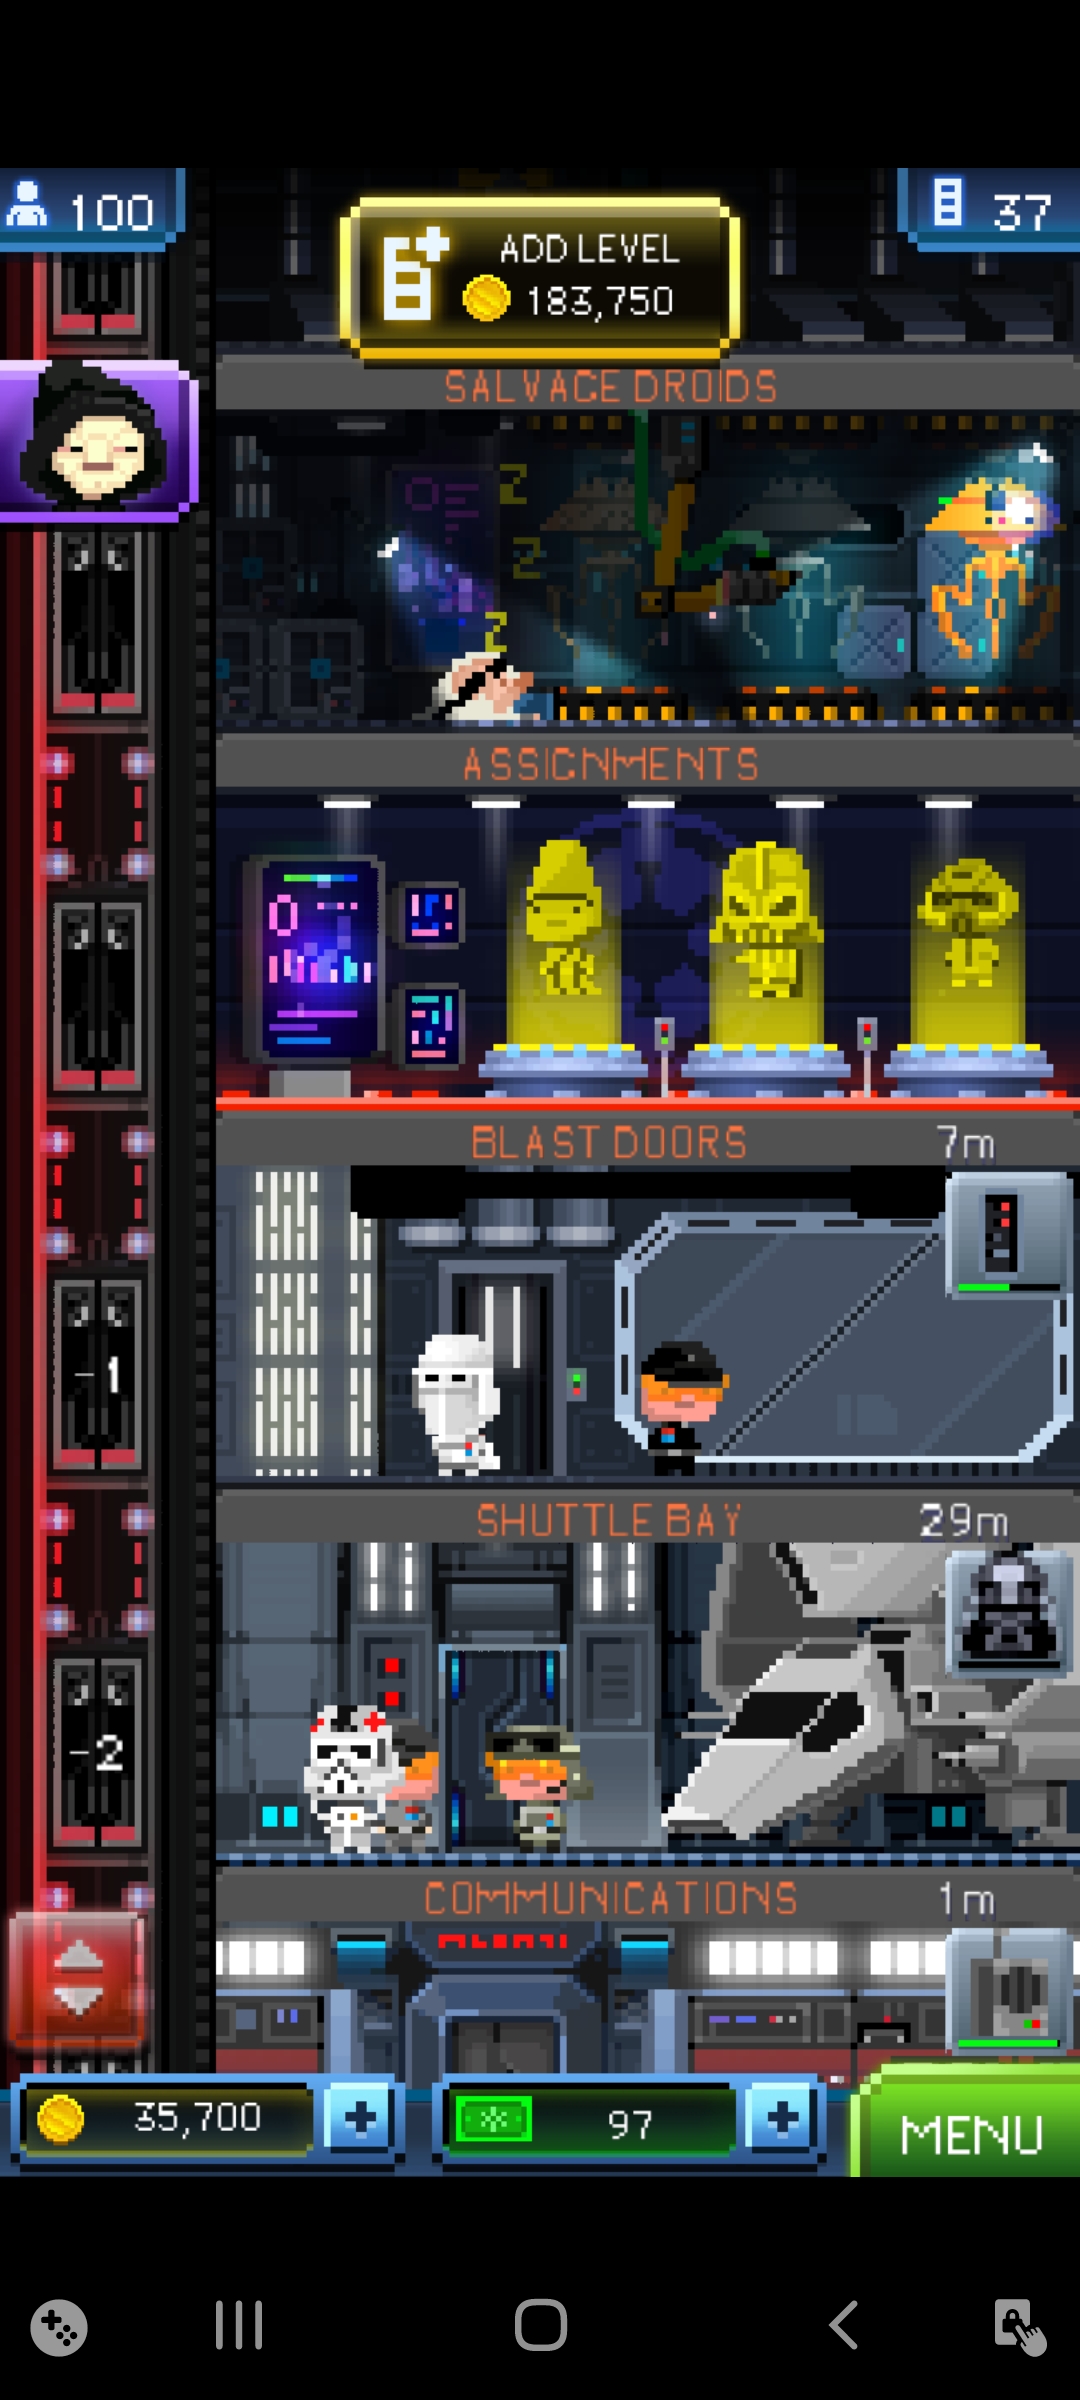 100
ADD LEVEL
183,750
37
SALVAGE DROIDS
Z
Z
Z
ASSIGNMENTS
BLAST DOORS 7m
-1
SHUTTLE BAY 29m
-2
COMMUNICATIONS 1m
35,700
97
MENU